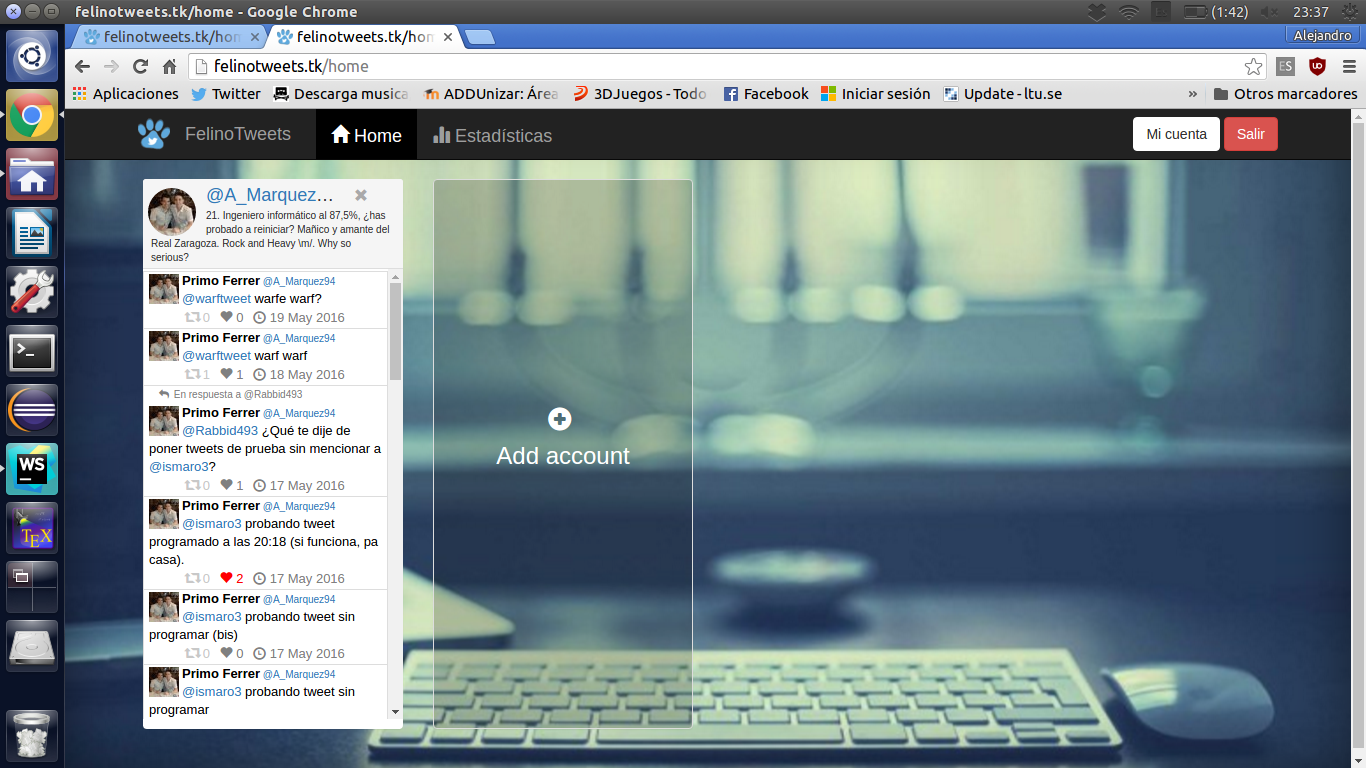 felinotweets.tk/home - Google Chrome
(1:42) 23:37
felinotweets.tk/hom felinotweets.tk/hom Alejandro
felinotweets.tk/home
ES
Aplicaciones Twitter Descarga musica ADDUnizar: Área 3DJuegos - Todo Facebook Iniciar sesión Update - ltu.se » Otros marcadores
FelinoTweets Home Estadísticas Mi cuenta Salir
@A_Marquez…
21. Ingeniero informático al 87,5%, ¿has
probado a reiniciar? Mañico y amante del
Real Zaragoza. Rock and Heavy \m/. Why so
serious?
Primo Ferrer @A_Marquez94
@warftweet warfe warf?
0 0 19 May 2016
Primo Ferrer @A_Marquez94
@warftweet warf warf
1 1 18 May 2016
En respuesta a @Rabbid493
Primo Ferrer @A_Marquez94
@Rabbid493 ¿Qué te dije de
poner tweets de prueba sin mencionar a
@ismaro3?
0 1 17 May 2016
Primo Ferrer @A_Marquez94
@ismaro3 probando tweet
programado a las 20:18 (si funciona, pa
casa).
0 2 17 May 2016
Primo Ferrer @A_Marquez94
@ismaro3 probando tweet sin
programar (bis)
0 0 17 May 2016
Primo Ferrer @A_Marquez94
@ismaro3 probando tweet sin
programar
Add account
>_
WS
TEX